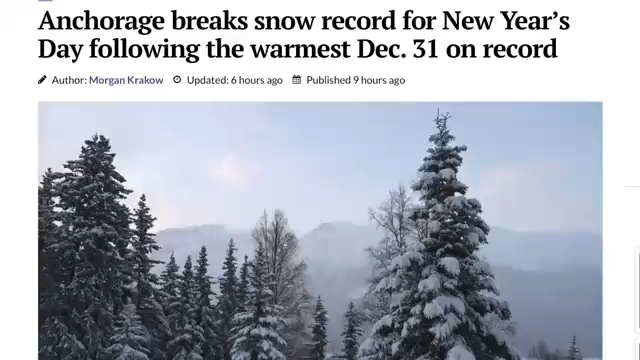 Anchorage breaks snow record for New Year’s
Day following the warmest Dec. 31 on record
Author: Morgan Krakow Updated: 6 hours ago Published 9 hours ago